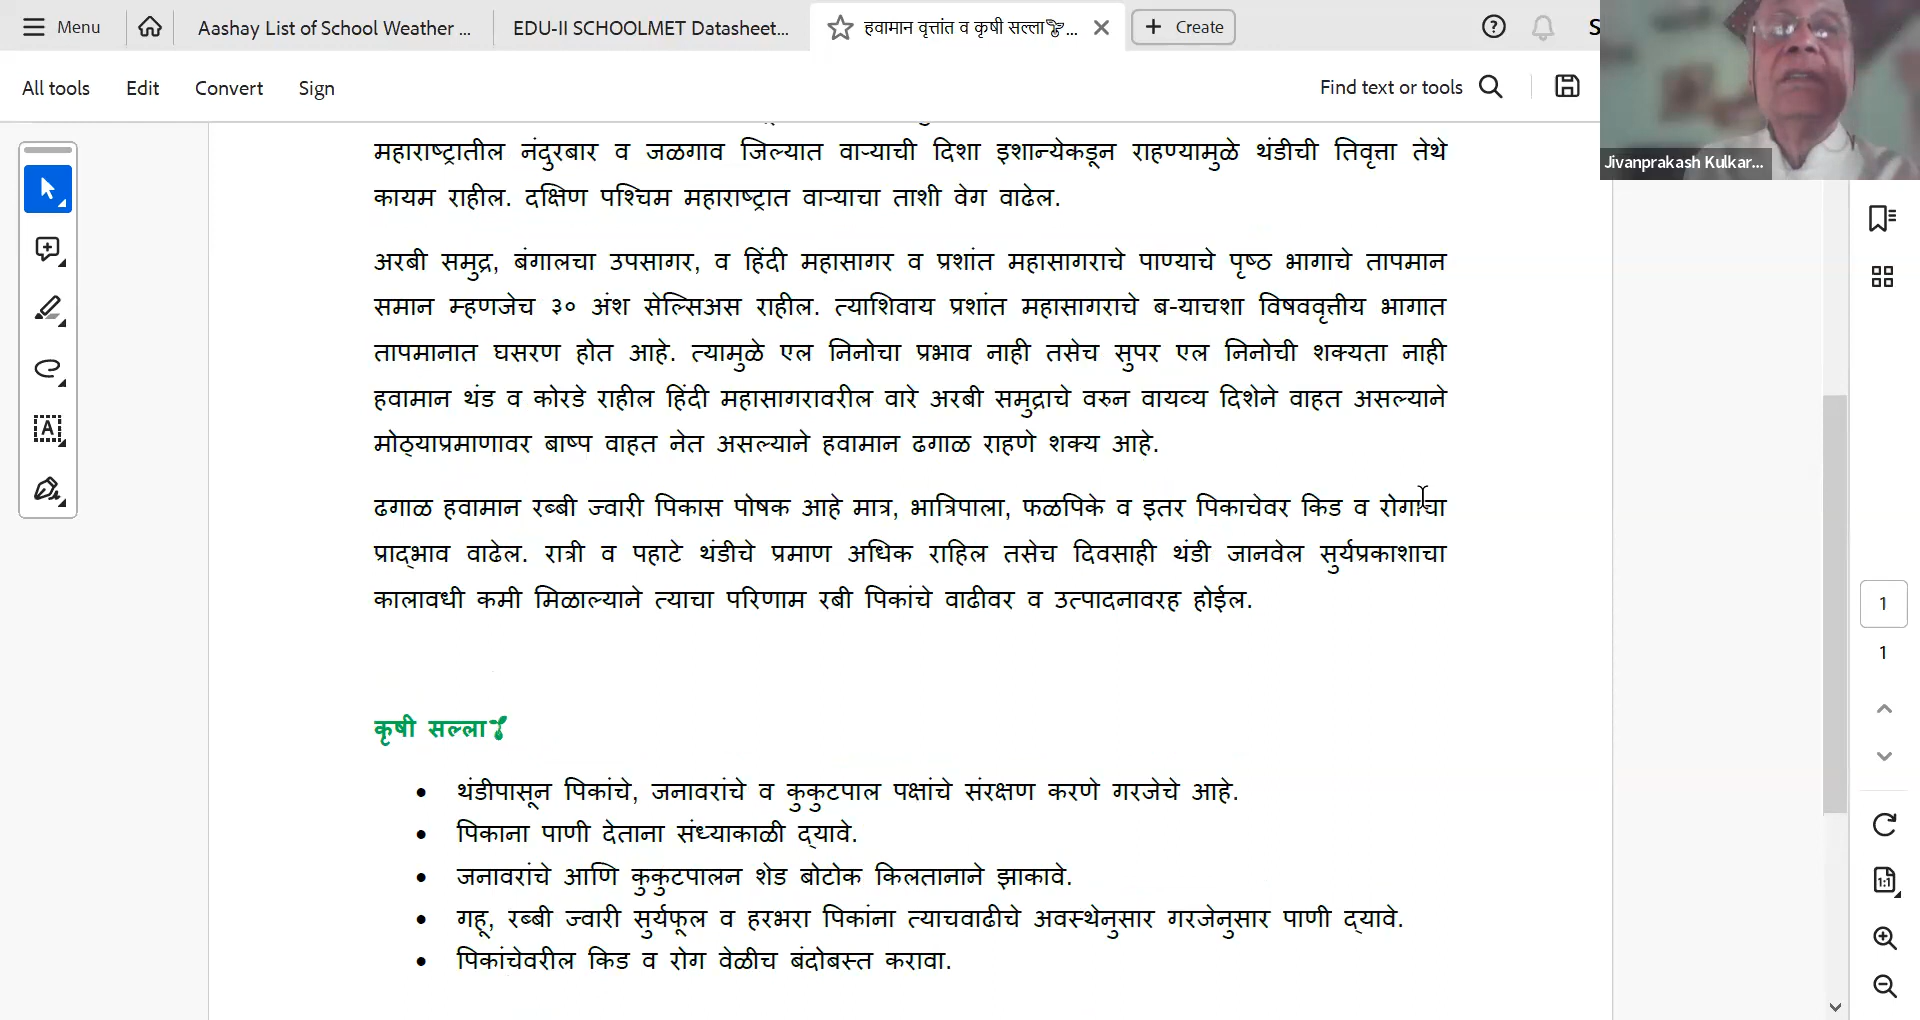 Menu
Aashay List of School Weather ...
EDU-II SCHOOLMET Datasheet...
हवामान वृत्तांत व कृषी सल्ला...
Create
All tools
Edit
Convert
Sign
Find text or tools
Jivanprakash Kulkar...
महाराष्ट्रातील नंदुरबार व जळगाव जिल्यात वाऱ्याची दिशा इशान्येकडून राहण्यामुळे थंडीची तिवृत्ता तेथे
कायम राहील. दक्षिण पश्चिम महाराष्ट्रात वाऱ्याचा ताशी वेग वाढेल.
अरबी समुद्र, बंगालचा उपसागर, व हिंदी महासागर व प्रशांत महासागराचे पाण्याचे पृष्ठ भागाचे तापमान
समान म्हणजेच ३० अंश सेल्सिअस राहील. त्याशिवाय प्रशांत महासागराचे ब-याचशा विषववृत्तीय भागात
तापमानात घसरण होत आहे. त्यामुळे एल निनोचा प्रभाव नाही तसेच सुपर एल निनोची शक्यता नाही
हवामान थंड व कोरडे राहील हिंदी महासागरावरील वारे अरबी समुद्राचे वरुन वायव्य दिशेने वाहत असल्याने
मोठ्याप्रमाणावर बाष्प वाहत नेत असल्याने हवामान ढगाळ राहणे शक्य आहे.
ढगाळ हवामान रब्बी ज्वारी पिकास पोषक आहे मात्र, भात्रिपाला, फळपिके व इतर पिकाचेवर किड व रोगाचा
प्राद्भाव वाढेल. रात्री व पहाटे थंडीचे प्रमाण अधिक राहिल तसेच दिवसाही थंडी जानवेल सुर्यप्रकाशाचा
कालावधी कमी मिळाल्याने त्याचा परिणाम रबी पिकांचे वाढीवर व उत्पादनावरह होईल.
कृषी सल्ला
• थंडीपासून पिकांचे, जनावरांचे व कुकुटपाल पक्षांचे संरक्षण करणे गरजेचे आहे.
• पिकाना पाणी देताना संध्याकाळी द्यावे.
• जनावरांचे आणि कुकुटपालन शेड बोटोक किलतानाने झाकावे.
• गहू, रब्बी ज्वारी सुर्यफूल व हरभरा पिकांना त्याचवाढीचे अवस्थेनुसार गरजेनुसार पाणी द्यावे.
• पिकांचेवरील किड व रोग वेळीच बंदोबस्त करावा.
1
1